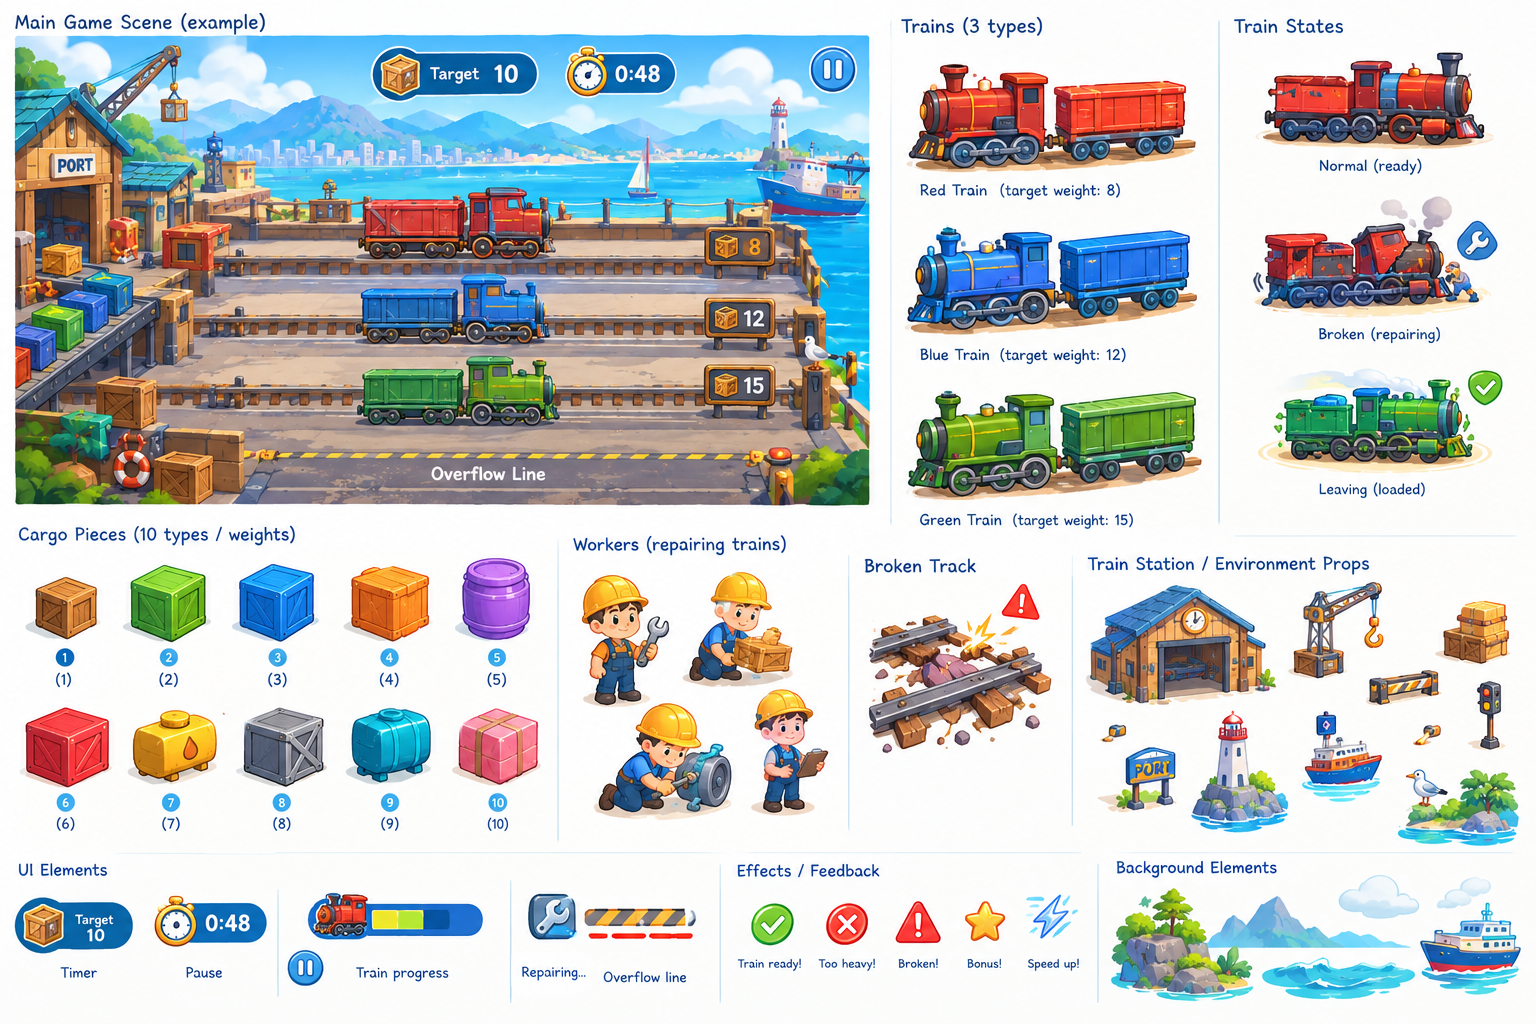 Main Game Scene (example)
Target 10
0:48
PORT
8
12
15
Overflow Line
Trains (3 types)
Red Train (target weight: 8)
Blue Train (target weight: 12)
Green Train (target weight: 15)
Train States
Normal (ready)
Broken (repairing)
Leaving (loaded)
Cargo Pieces (10 types / weights)
1
2
3
4
5
(1)
(2)
(3)
(4)
(5)
6
7
8
9
10
(6)
(7)
(8)
(9)
(10)
Workers (repairing trains)
Broken Track
!
Train Station / Environment Props
PORT
UI Elements
Target
10
0:48
Timer
Pause
Train progress
Repairing...
Overflow line
Effects / Feedback
!
Train ready!
Too heavy!
Broken!
Bonus!
Speed up!
Background Elements